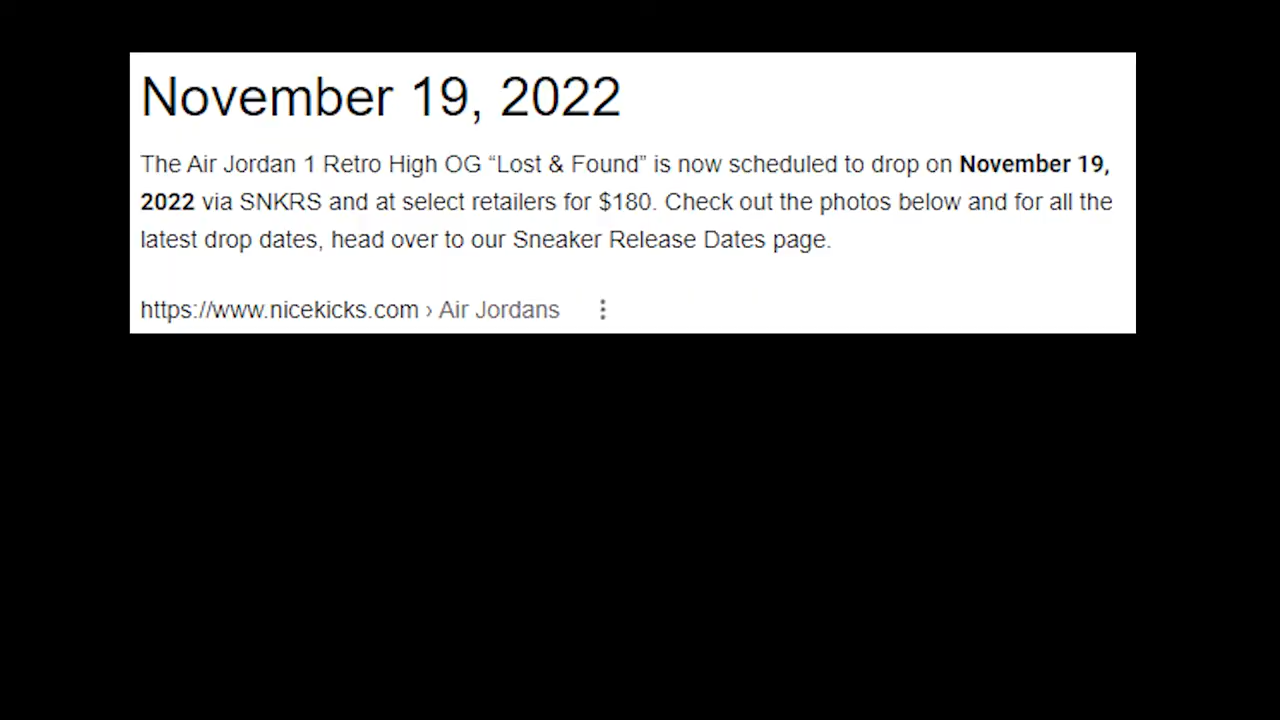 November 19, 2022
The Air Jordan 1 Retro High OG “Lost & Found” is now scheduled to drop on November 19,
2022 via SNKRS and at select retailers for $180. Check out the photos below and for all the
latest drop dates, head over to our Sneaker Release Dates page.
https://www.nicekicks.com › Air Jordans